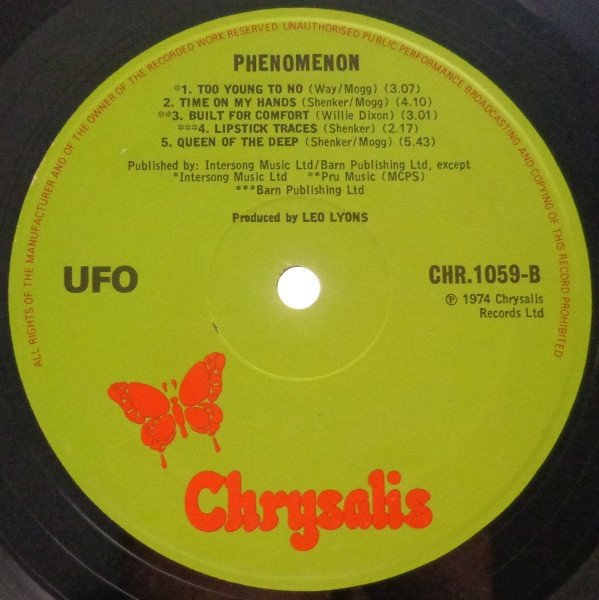 ALL RIGHTS OF THE MANUFACTURER AND OF THE OWNER OF THE RECORDED WORK RESERVED UNAUTHORISED PUBLIC PERFORMANCE BROADCASTING AND COPYING OF THIS RECORD PROHIBITED
PHENOMENON
*1. TOO YOUNG TO NO (Way/Mogg) (3.07)
2. TIME ON MY HANDS (Shenker/Mogg) (4.10)
**3. BUILT FOR COMFORT (Willie Dixon) (3.01)
***4. LIPSTICK TRACES (Shenker) (2.17)
5. QUEEN OF THE DEEP (Shenker/Mogg) (5.43)
Published by: Intersong Music Ltd/Barn Publishing Ltd, except
*Intersong Music Ltd **Pru Music (MCPS)
***Barn Publishing Ltd
Produced by LEO LYONS
UFO
CHR.1059-B
℗ 1974 Chrysalis
Records Ltd
Chrysalis